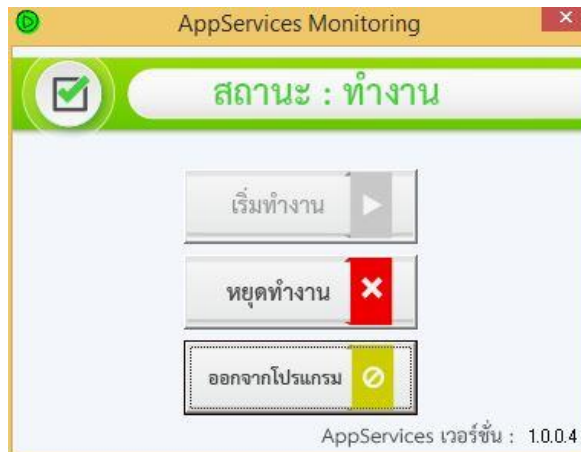 AppServices Monitoring
สถานะ : ทำงาน
เริ่มทำงาน
หยุดทำงาน
ออกจากโปรแกรม
AppServices เวอร์ชั่น : 1.0.0.4